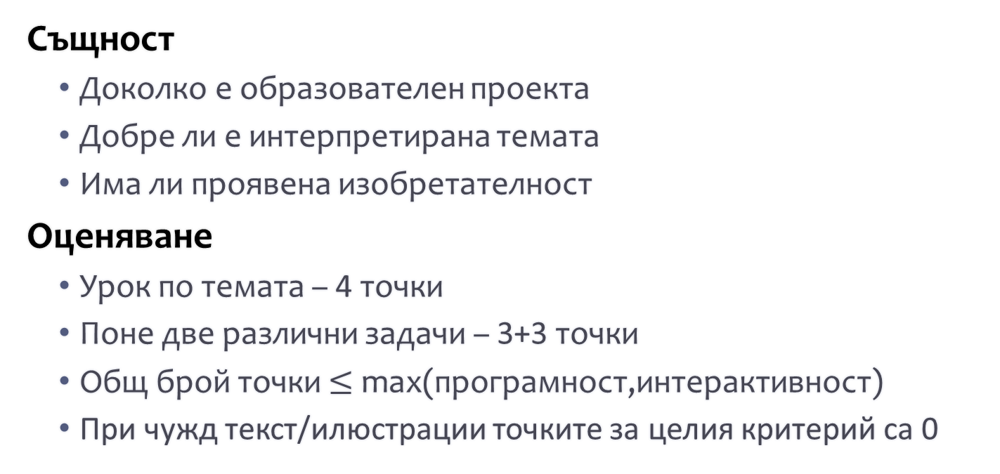 Същност
• Доколко е образователен проекта
• Добре ли е интерпретирана темата
• Има ли проявена изобретателност
Оценяване
• Урок по темата – 4 точки
• Поне две различни задачи – 3+3 точки
• Общ брой точки ≤ max(програмност,интерактивност)
• При чужд текст/илюстрации точките за целия критерий са 0